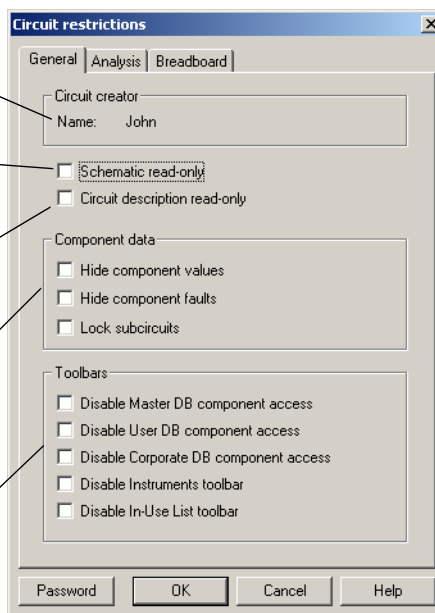 Circuit restrictions
General Analysis Breadboard
Circuit creator
Name: John
Schematic read-only
Circuit description read-only
Component data
Hide component values
Hide component faults
Lock subcircuits
Toolbars
Disable Master DB component access
Disable User DB component access
Disable Corporate DB component access
Disable Instruments toolbar
Disable In-Use List toolbar
Password OK Cancel Help